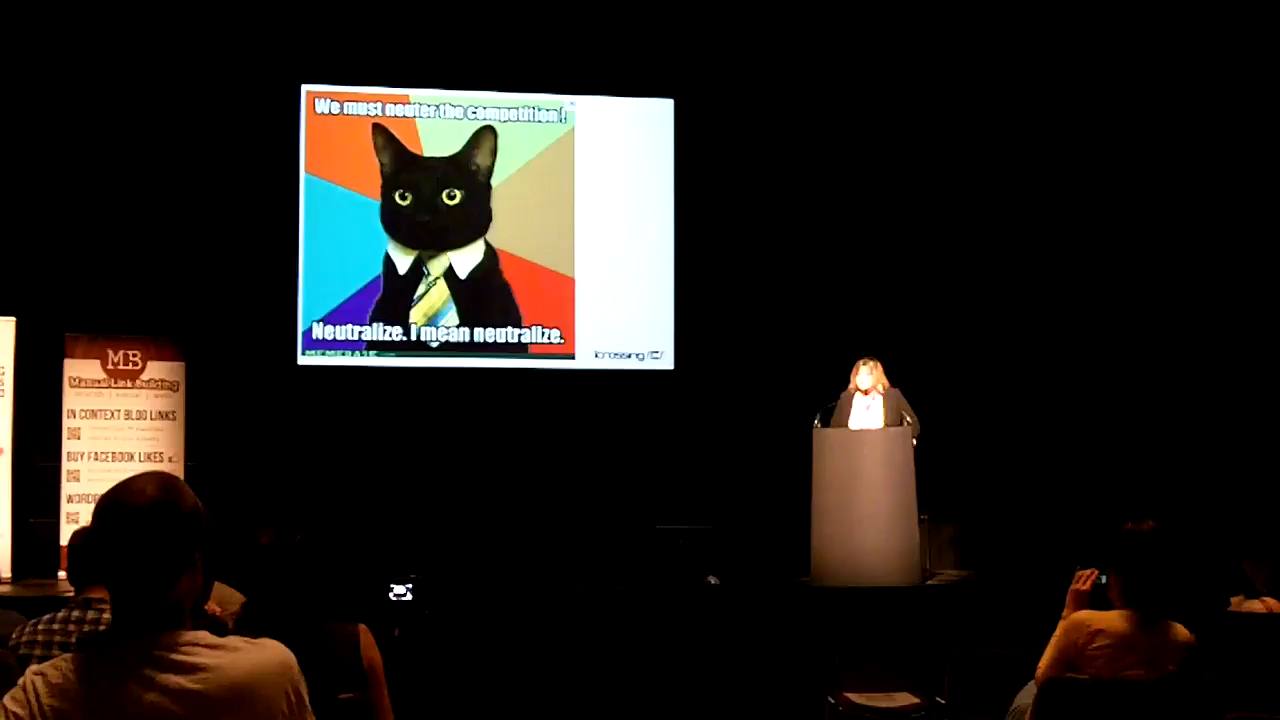 We must neuter the competition!
Neutralize. I mean neutralize.
icrossing
MB
Manual Link Building
IN CONTEXT BLOG LINKS
BUY FACEBOOK LIKES